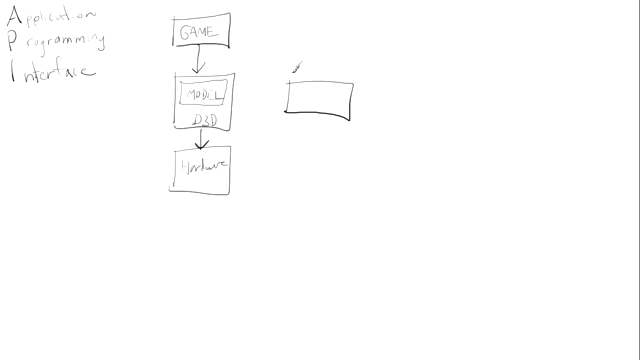 Application
Programming
Interface
GAME
MODEL
D3D
Hardware